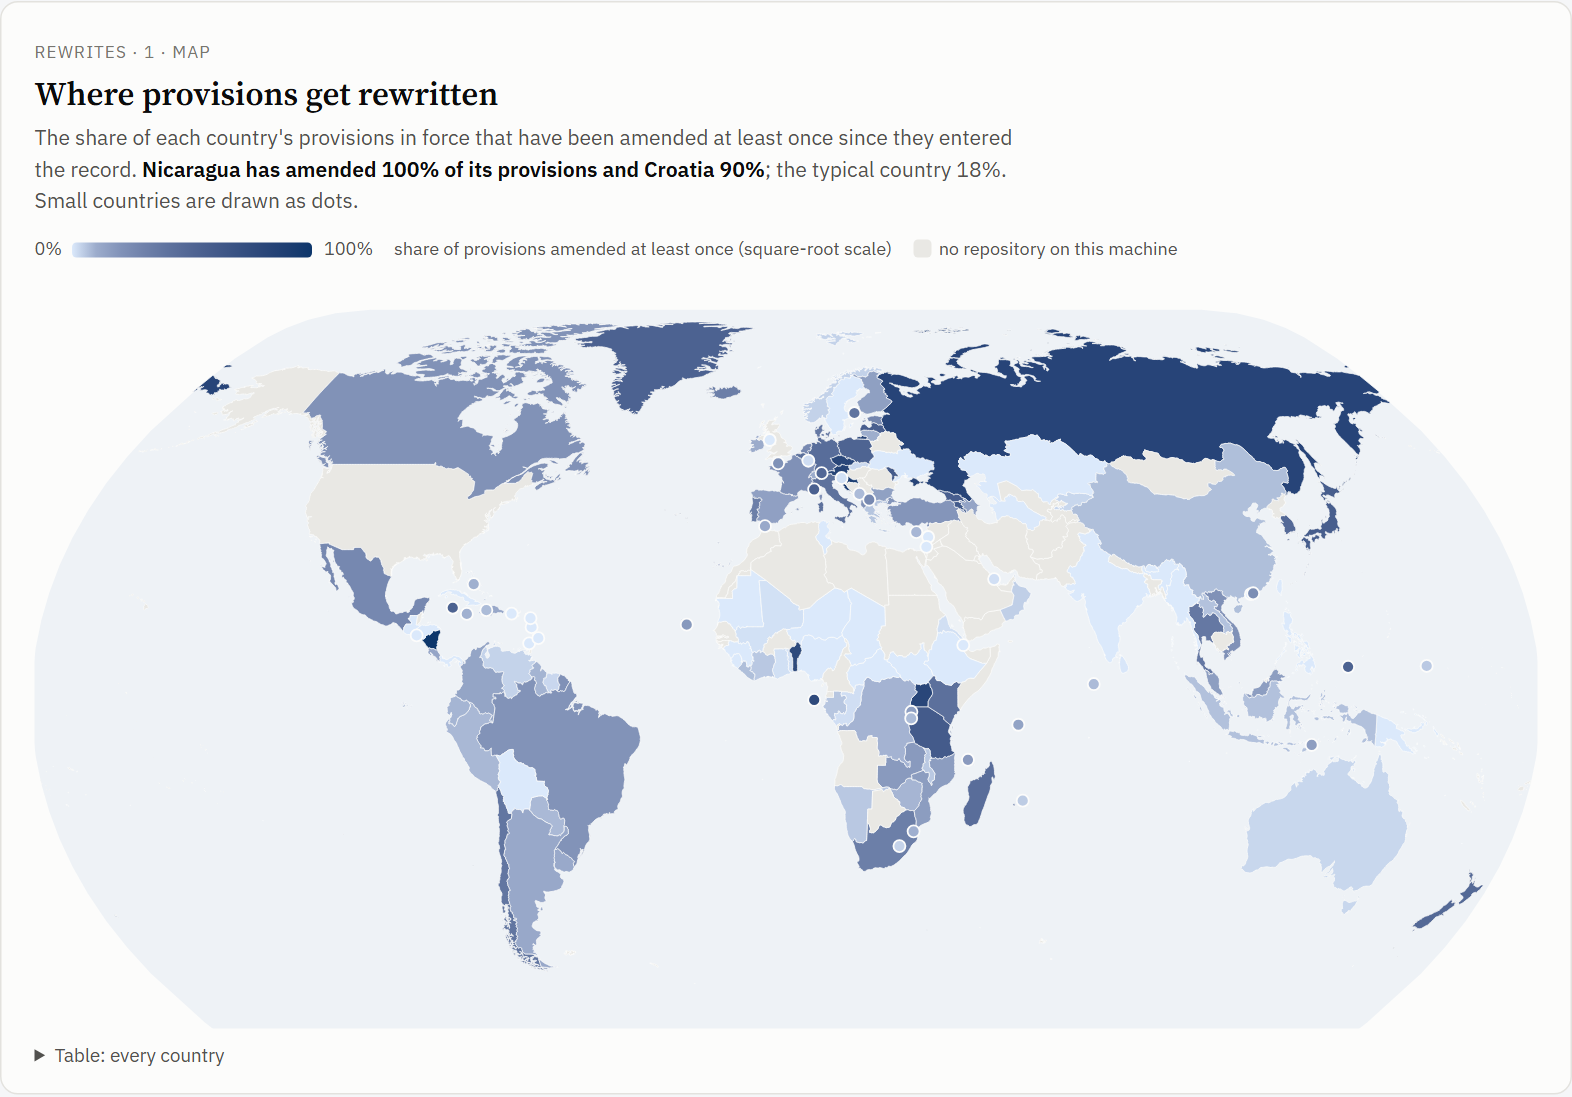 REWRITES · 1 · MAP
Where provisions get rewritten
The share of each country's provisions in force that have been amended at least once since they entered
the record. Nicaragua has amended 100% of its provisions and Croatia 90%; the typical country 18%.
Small countries are drawn as dots.
0% 100% share of provisions amended at least once (square-root scale) no repository on this machine
▶ Table: every country